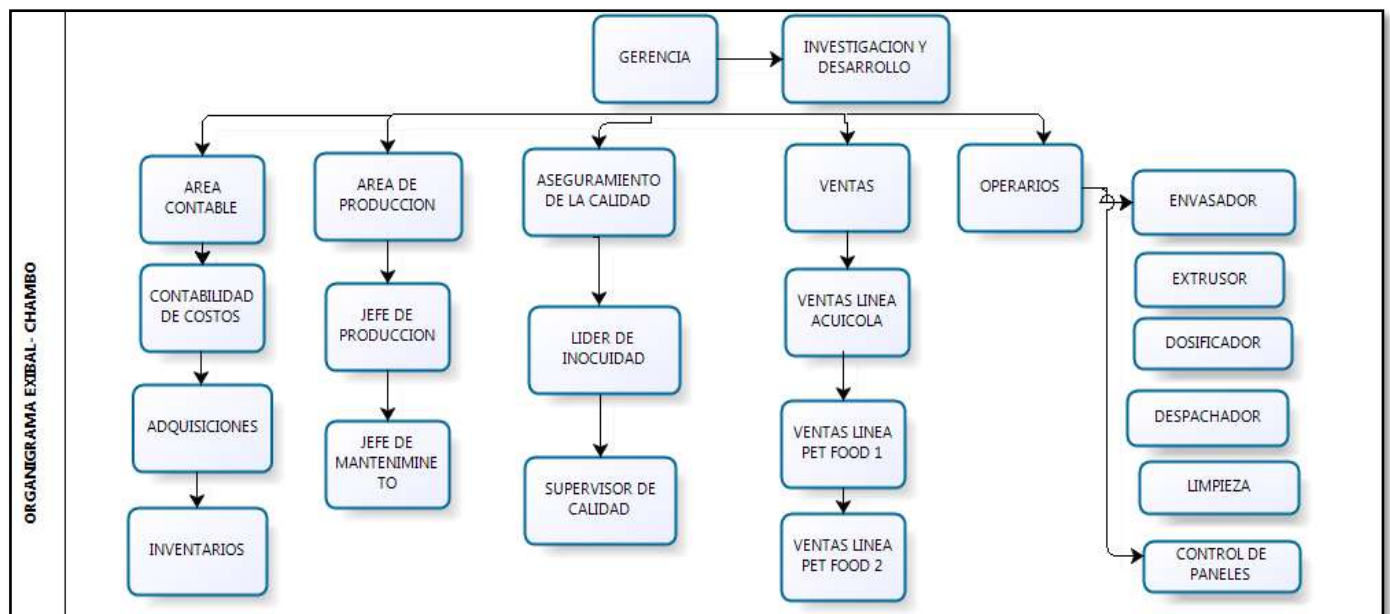 ORGANIGRAMA EXIBAL- CHAMBO
GERENCIA
INVESTIGACION Y
DESARROLLO
AREA
CONTABLE
CONTABILIDAD
DE COSTOS
ADQUISICIONES
INVENTARIOS
AREA DE
PRODUCCION
JEFE DE
PRODUCCION
JEFE DE
MANTENIMINE
TO
ASEGURAMIENTO
DE LA CALIDAD
LIDER DE
INOCUIDAD
SUPERVISOR DE
CALIDAD
VENTAS
VENTAS LINEA
ACUICOLA
VENTAS LINEA
PET FOOD 1
VENTAS LINEA
PET FOOD 2
OPERARIOS
ENVASADOR
EXTRUSOR
DOSIFICADOR
DESPACHADOR
LIMPIEZA
CONTROL DE
PANELES